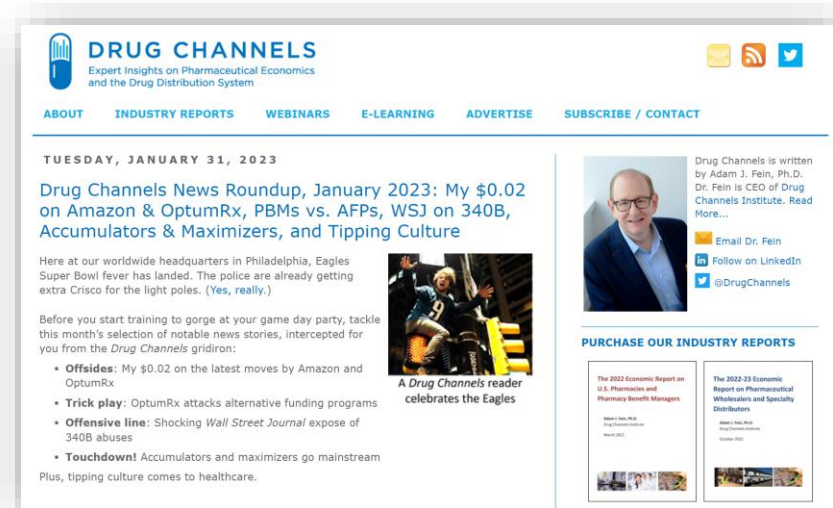 DRUG CHANNELS
Expert Insights on Pharmaceutical Economics
and the Drug Distribution System
ABOUT INDUSTRY REPORTS WEBINARS E-LEARNING ADVERTISE SUBSCRIBE / CONTACT
TUESDAY, JANUARY 31, 2023
Drug Channels News Roundup, January 2023: My $0.02
on Amazon & OptumRx, PBMs vs. AFPs, WSJ on 340B,
Accumulators & Maximizers, and Tipping Culture
Here at our worldwide headquarters in Philadelphia, Eagles
Super Bowl fever has landed. The police are already getting
extra Crisco for the light poles. (Yes, really.)
Before you start training to gorge at your game day party, tackle
this month's selection of notable news stories, intercepted for
you from the Drug Channels gridiron:
• Offsides: My $0.02 on the latest moves by Amazon and
OptumRx
• Trick play: OptumRx attacks alternative funding programs
• Offensive line: Shocking Wall Street Journal expose of
340B abuses
• Touchdown! Accumulators and maximizers go mainstream
Plus, tipping culture comes to healthcare.
A Drug Channels reader
celebrates the Eagles
Drug Channels is written
by Adam J. Fein, Ph.D.
Dr. Fein is CEO of Drug
Channels Institute. Read
More...
Email Dr. Fein
Follow on LinkedIn
@DrugChannels
PURCHASE OUR INDUSTRY REPORTS
The 2022 Economic Report on
U.S. Pharmacies and
Pharmacy Benefit Managers
Adam J. Fein, Ph.D.
Drug Channels Institute
March 2022
The 2022-23 Economic
Report on Pharmaceutical
Wholesalers and Specialty
Distributors
Adam J. Fein, Ph.D.
Drug Channels Institute
October 2022